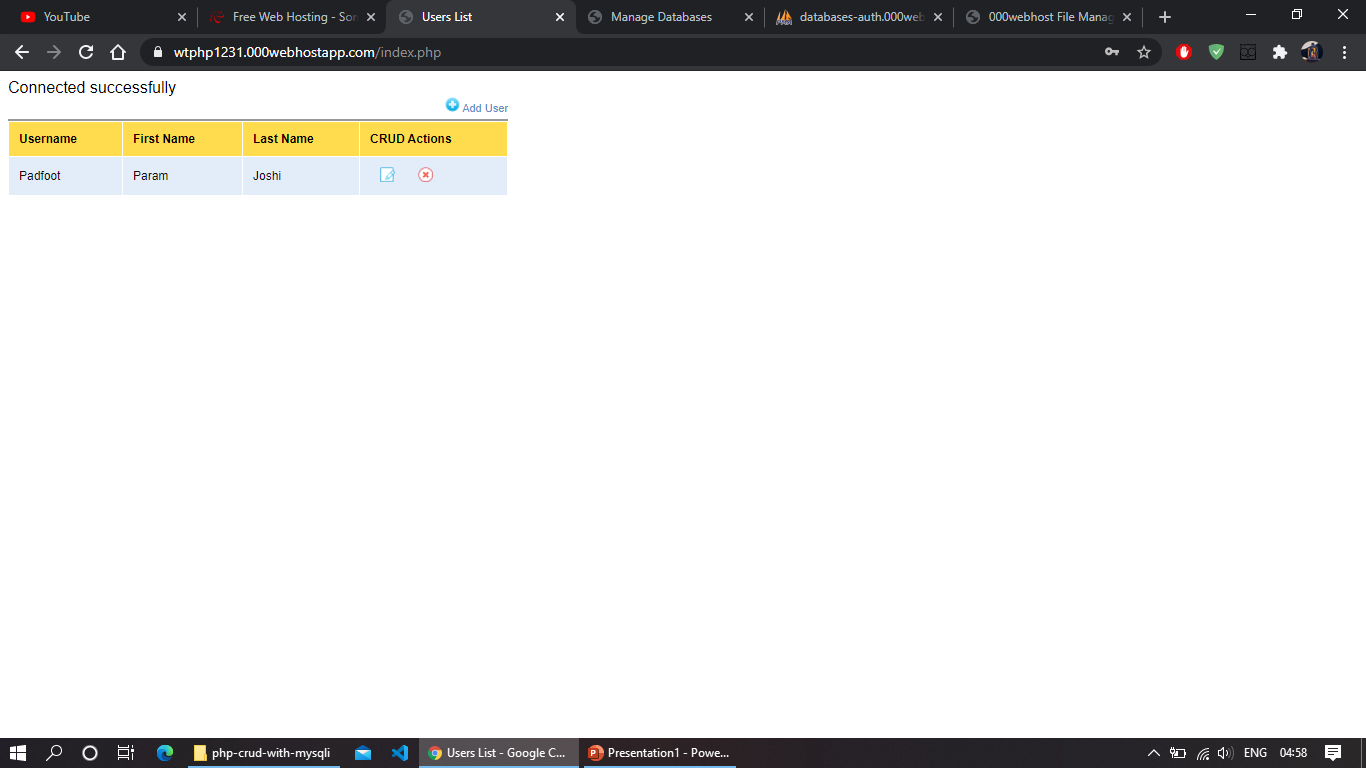 YouTube
Free Web Hosting - Sor
Users List
Manage Databases
databases-auth.000web
000webhost File Manag
wtphp1231.000webhostapp.com/index.php
Connected successfully
Add User
Username First Name Last Name CRUD Actions
Padfoot Param Joshi
php-crud-with-mysqli
Users List - Google C...
Presentation1 - Powe...
ENG
04:58